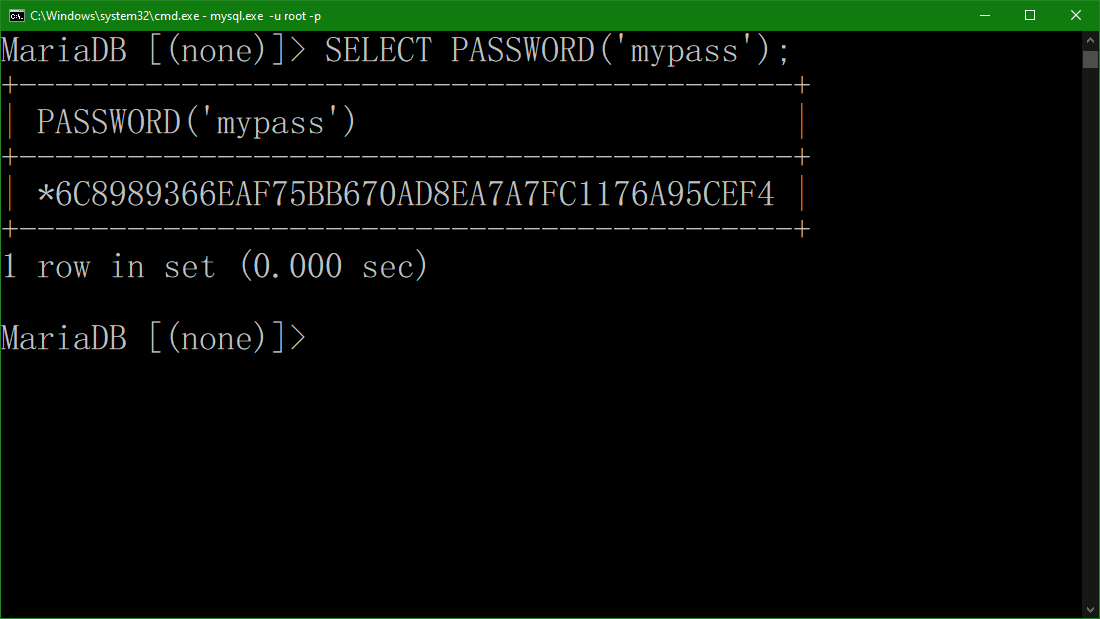 C:\Windows\system32\cmd.exe - mysql.exe  -u root -p
MariaDB [(none)]> SELECT PASSWORD('mypass');
+-------------------------------------------+
| PASSWORD('mypass')                        |
+-------------------------------------------+
| *6C8989366EAF75BB670AD8EA7A7FC1176A95CEF4 |
+-------------------------------------------+
1 row in set (0.000 sec)
MariaDB [(none)]>